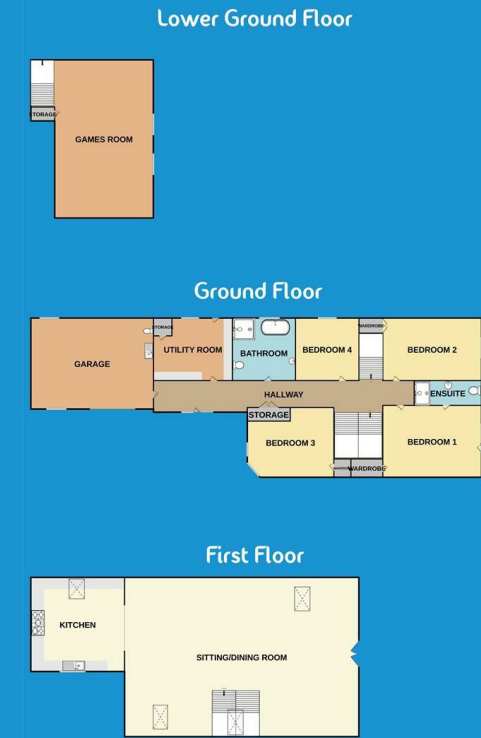 Lower Ground Floor
STORAGE
GAMES ROOM
Ground Floor
STORAGE
WARDROBE
UTILITY ROOM
BATHROOM
BEDROOM 4
BEDROOM 2
GARAGE
HALLWAY
ENSUITE
STORAGE
BEDROOM 3
BEDROOM 1
WARDROBE
First Floor
KITCHEN
SITTING/DINING ROOM